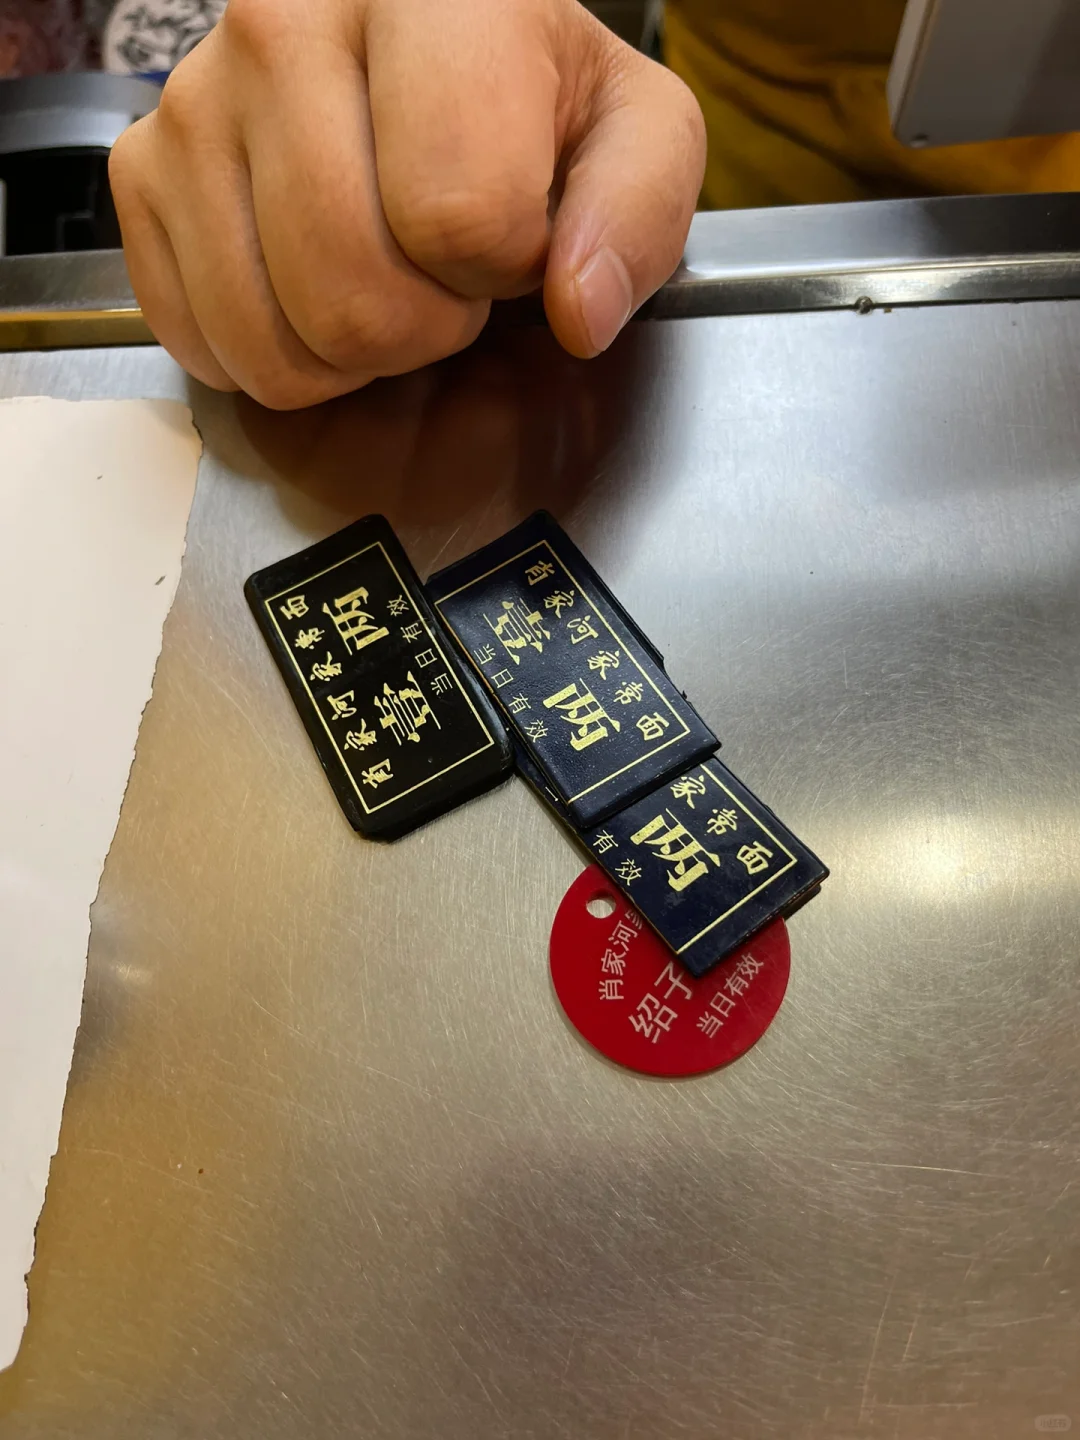 肖家河家常面
壹两
当日有效
肖家河家常面
壹两
当日有效
家常面
两
有效
肖家河
绍子
当日有效